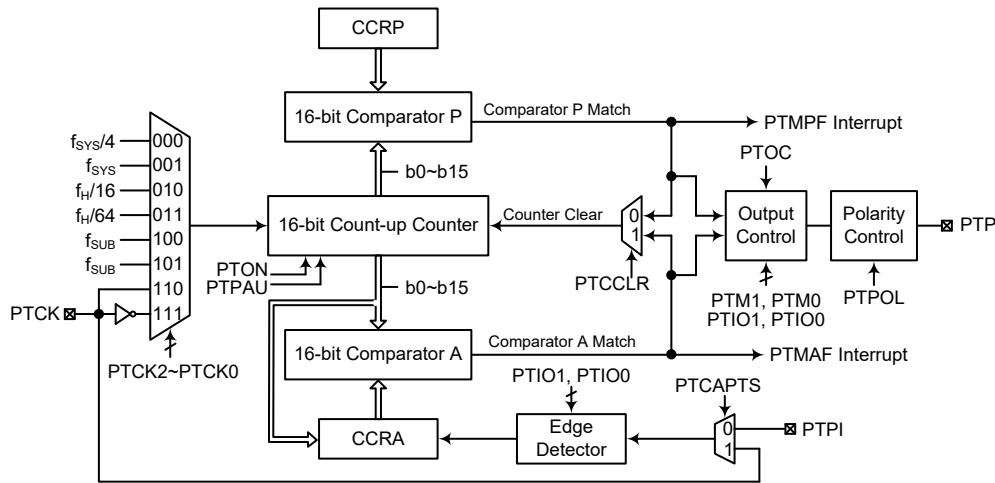 CCRP
16-bit Comparator P
Comparator P Match
PTMPF Interrupt
fSYS/4
000
fSYS
001
fH/16
010
fH/64
011
fSUB
100
fSUB
101
110
111
PTCK
PTCK2~PTCK0
b0~b15
16-bit Count-up Counter
Counter Clear
0
1
PTCCLR
PTON
PTPAU
b0~b15
PTOC
Output
Control
Polarity
Control
PTP
PTM1, PTM0
PTIO1, PTIO0
PTPOL
16-bit Comparator A
Comparator A Match
PTMAF Interrupt
PTIO1, PTIO0
PTCAPTS
CCRA
Edge
Detector
0
1
PTPI